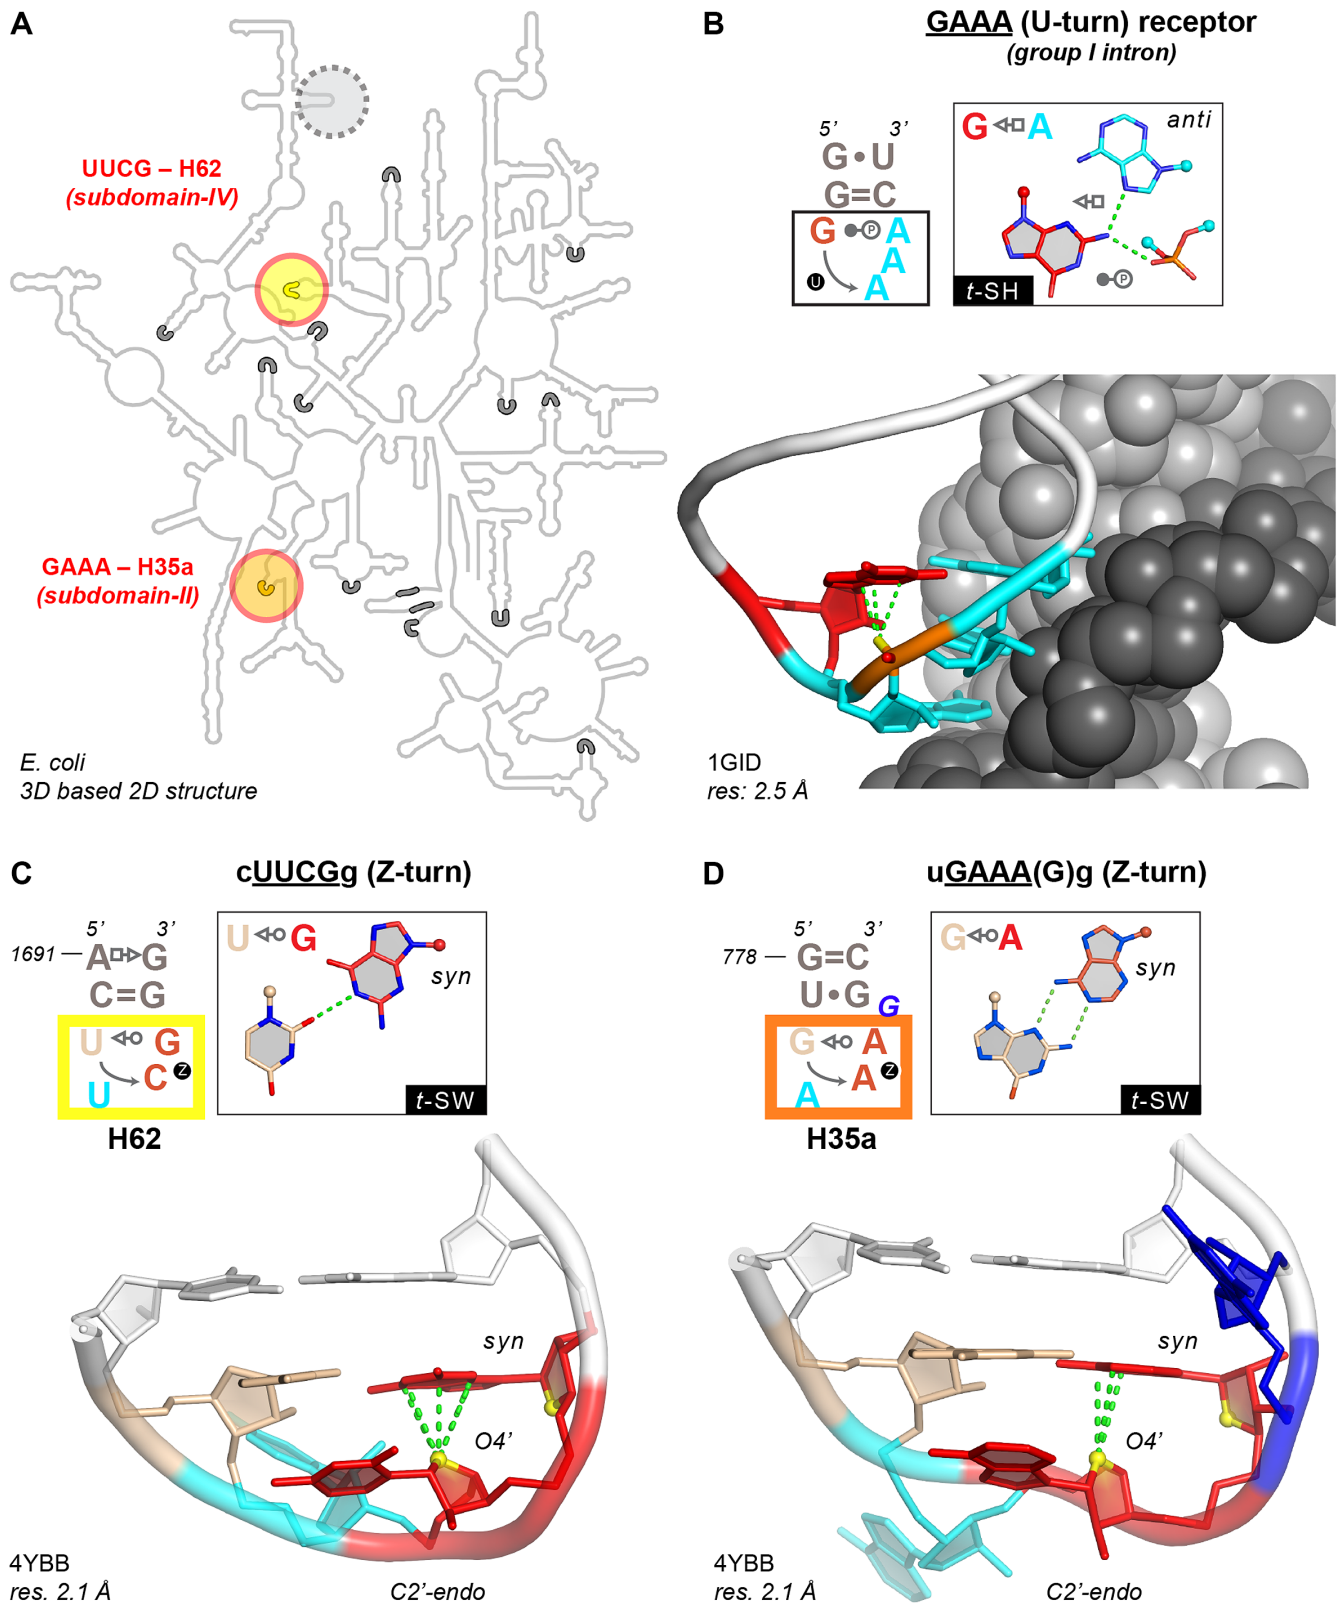 A
UUCG – H62
(subdomain-IV)
GAAA – H35a
(subdomain-II)
E. coli
3D based 2D structure
B
GAAA (U-turn) receptor
(group I intron)
5’ 3’
G • U
G=C
G P A
A
U A
G A
anti
P
t-SH
1GID
res: 2.5 Å
C
cUUCGg (Z-turn)
5’ 3’
1691 — A G
C=G
U G
C Z
U
H62
U G
syn
t-SW
syn
O4’
4YBB
res. 2.1 Å
C2’-endo
D
uGAAA(G)g (Z-turn)
5’ 3’
778 — G=C
U • G G
G A
A Z
A
H35a
G A
syn
t-SW
syn
O4’
4YBB
res. 2.1 Å
C2’-endo